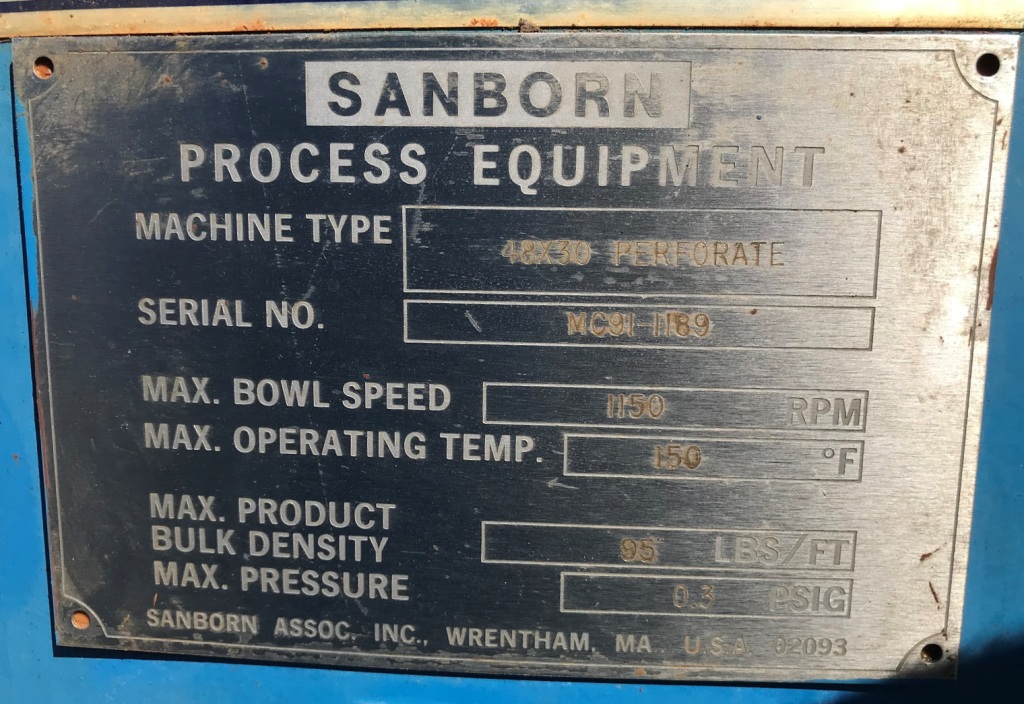 SANBORN
PROCESS EQUIPMENT
MACHINE TYPE 48X30 PERFORATE
SERIAL NO. MC91-1189
MAX. BOWL SPEED 1150 RPM
MAX. OPERATING TEMP. 150 °F
MAX. PRODUCT
BULK DENSITY 95 LBS/FT
MAX. PRESSURE 0.3 PSIG
SANBORN ASSOC. INC., WRENTHAM, MA U.S.A. 02093